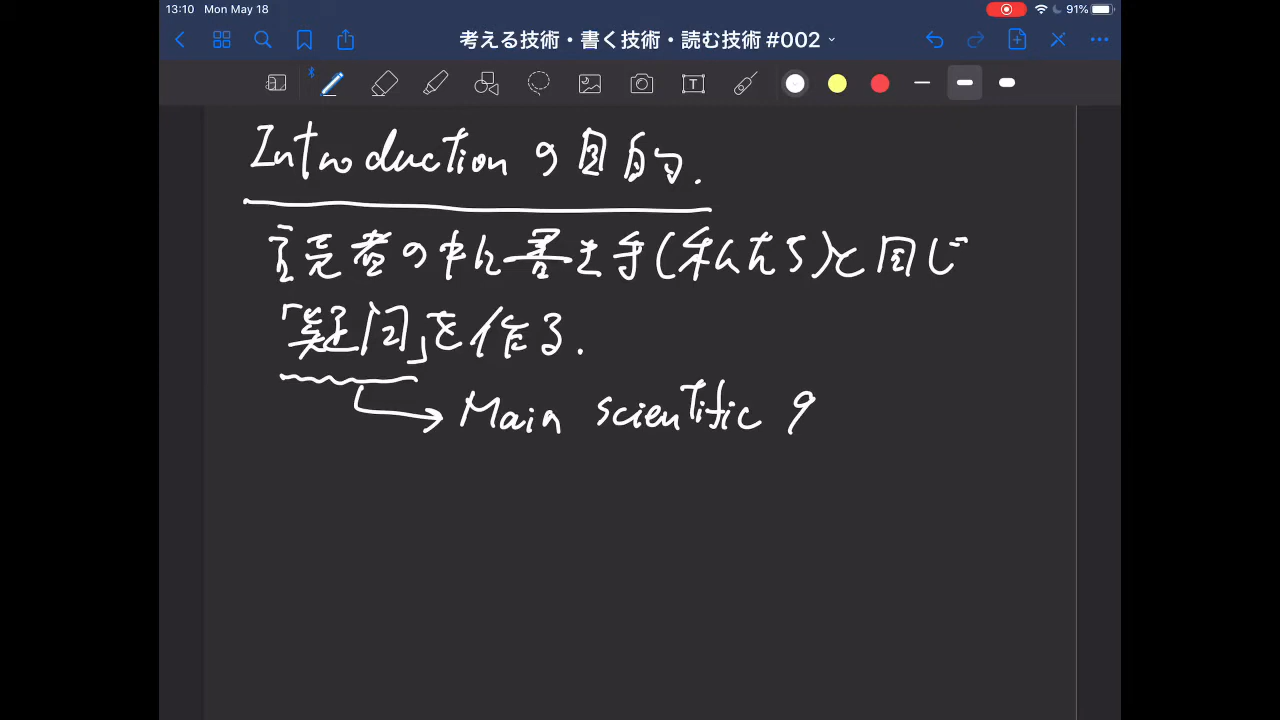 13:10 Mon May 18 91%
考える技術・書く技術・読む技術 #002
T
Introduction の目的.
読者の中に書き手(私たち)と同じ
「疑問」を作る.
Main scientific q